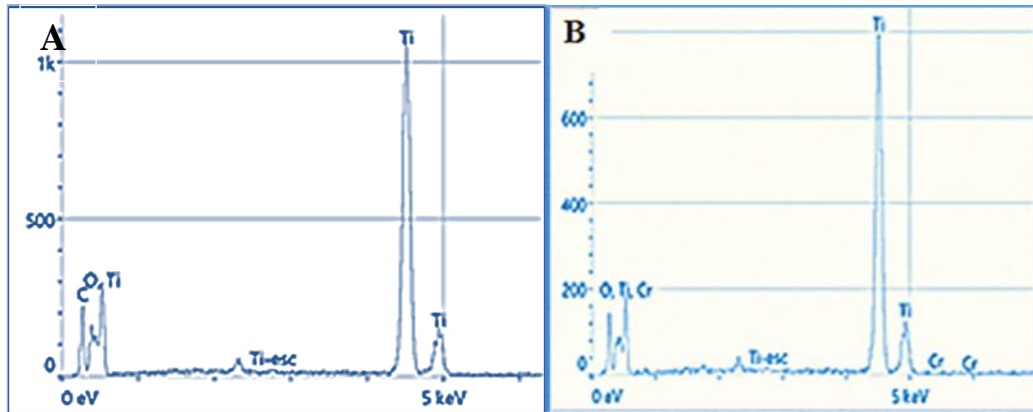 A
Ti
1k
500
O, Ti
C
Ti
Ti-esc
0
0 eV
5 keV
B
Ti
600
400
200
O, Ti, Cr
Ti
Ti-esc
Cr
Cr
0
0 eV
5 keV